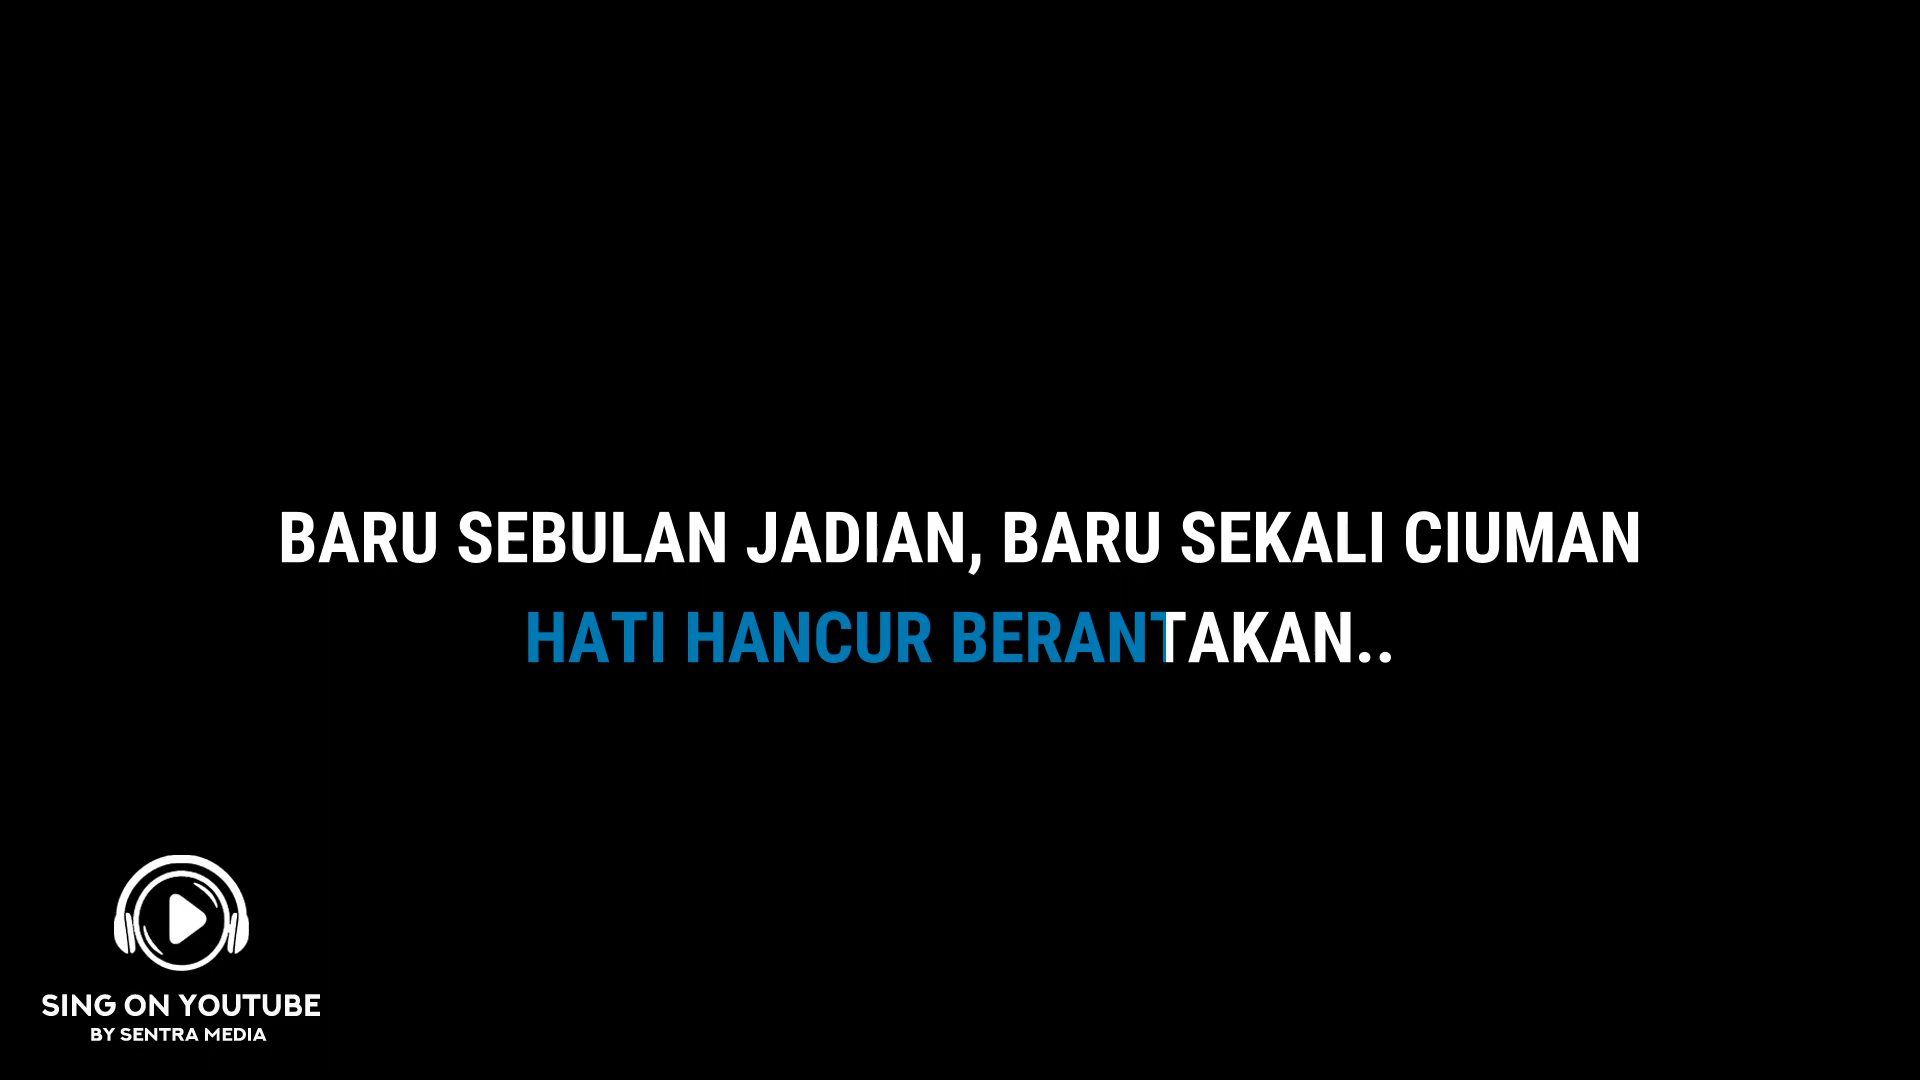 BARU SEBULAN JADIAN, BARU SEKALI CIUMAN
HATI HANCUR BERANTAKAN..
SING ON YOUTUBE
BY SENTRA MEDIA